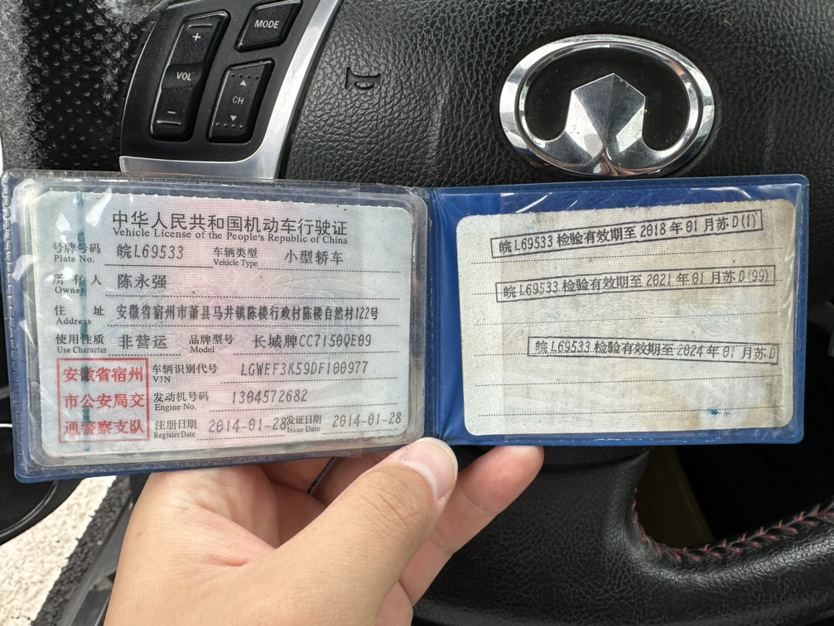 MODE
+
VOL
−
CH
中华人民共和国机动车行驶证
Vehicle License of the People's Republic of China
号牌号码 皖L69533 车辆类型 小型轿车
Plate No. Vehicle Type
所有人 陈永强
Owner
住址 安徽省宿州市萧县马井镇陈楼行政村陈楼自然村122号
Address
使用性质 非营运 品牌型号 长城牌CC7150QE09
Use Character Model
安徽省宿州
市公安局交
通警察支队
车辆识别代号 LGWEF3K59DF100977
VIN
发动机号码 1304572682
Engine No.
注册日期 2014-01-28 发证日期 2014-01-28
Register Date Issue Date
皖L69533检验有效期至2018年01月苏D(1)
皖L69533检验有效期至2021年01月苏D(99)
皖L69533检验有效期至2024年01月苏D